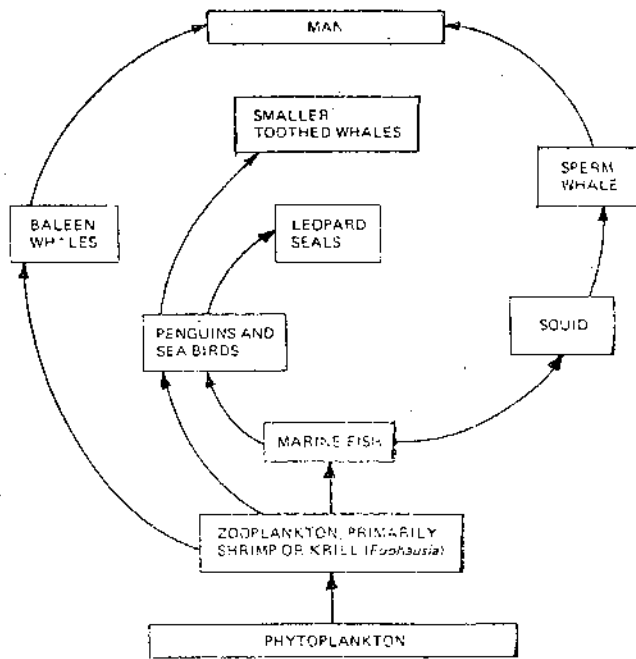 MAN
SMALLER
TOOTHED WHALES
SPERM
WHALE
BALEEN
WHALES
LEOPARD
SEALS
PENGUINS AND
SEA BIRDS
SQUID
MARINE FISH
ZOOPLANKTON, PRIMARILY
SHRIMP OR KRILL (Euphausia)
PHYTOPLANKTON